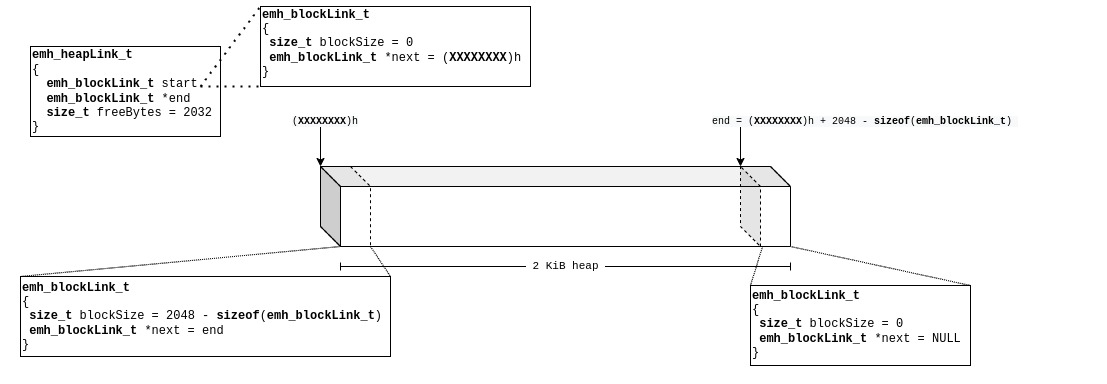 emh_blockLink_t
{
size_t blockSize = 0
emh_blockLink_t *next = (XXXXXXXX)h
}
emh_heapLink_t
{
emh_blockLink_t start
emh_blockLink_t *end
size_t freeBytes = 2032
}
(XXXXXXXX)h
end = (XXXXXXXX)h + 2048 - sizeof(emh_blockLink_t)
2 KiB heap
emh_blockLink_t
{
size_t blockSize = 2048 - sizeof(emh_blockLink_t)
emh_blockLink_t *next = end
}
emh_blockLink_t
{
size_t blockSize = 0
emh_blockLink_t *next = NULL
}